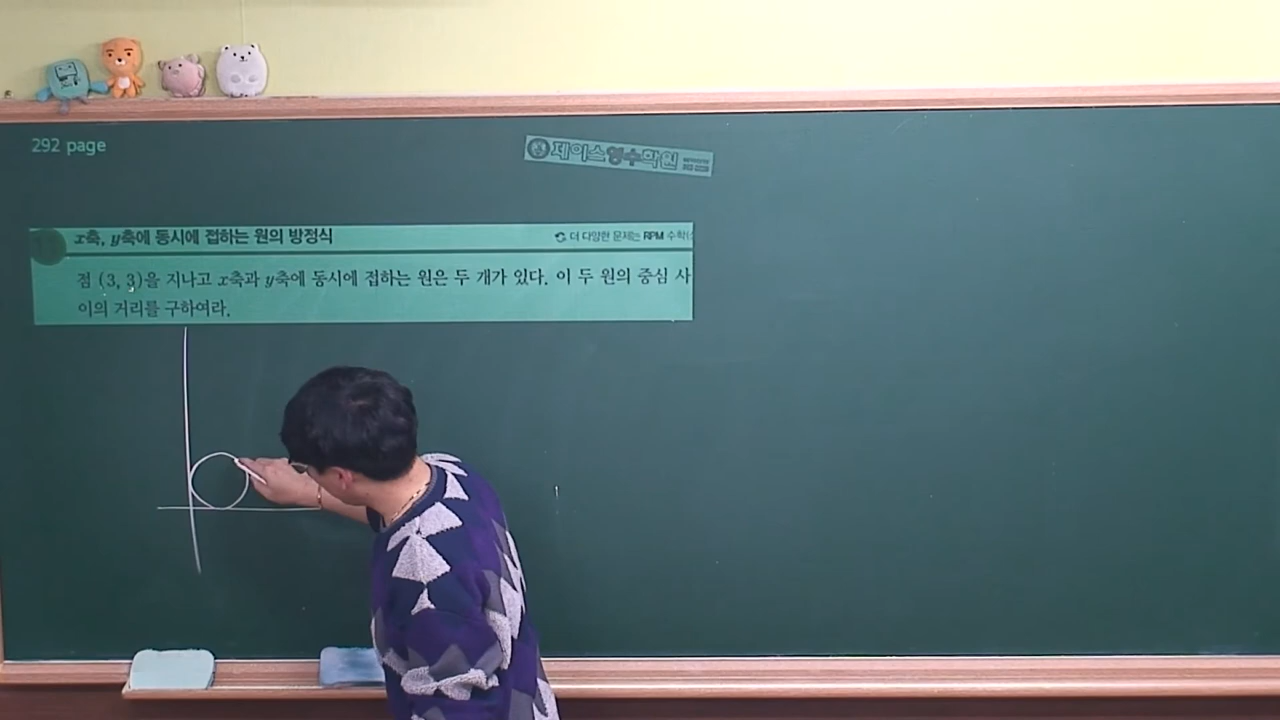 292 page
제이스영수학원
x축, y축에 동시에 접하는 원의 방정식
더 다양한 문제는 RPM 수학(
점 (3, 3)을 지나고 x축과 y축에 동시에 접하는 원은 두 개가 있다. 이 두 원의 중심 사
이의 거리를 구하여라.